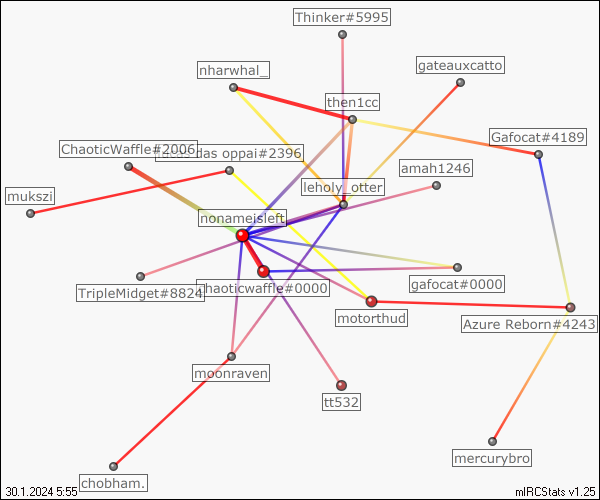 Thinker#5995
gateauxcatto
nharwhal_
then1cc
Gafocat#4189
ChaoticWaffle#2006
das oppai#2396
amah1246
leholy_otter
mukszi
nonameisleft
gafocat#0000
TripleMidget#8824
chaoticwaffle#0000
motorthud
Azure Reborn#4243
moonraven
tt532
mercurybro
chobham.
30.1.2024 5:55
mIRCStats v1.25